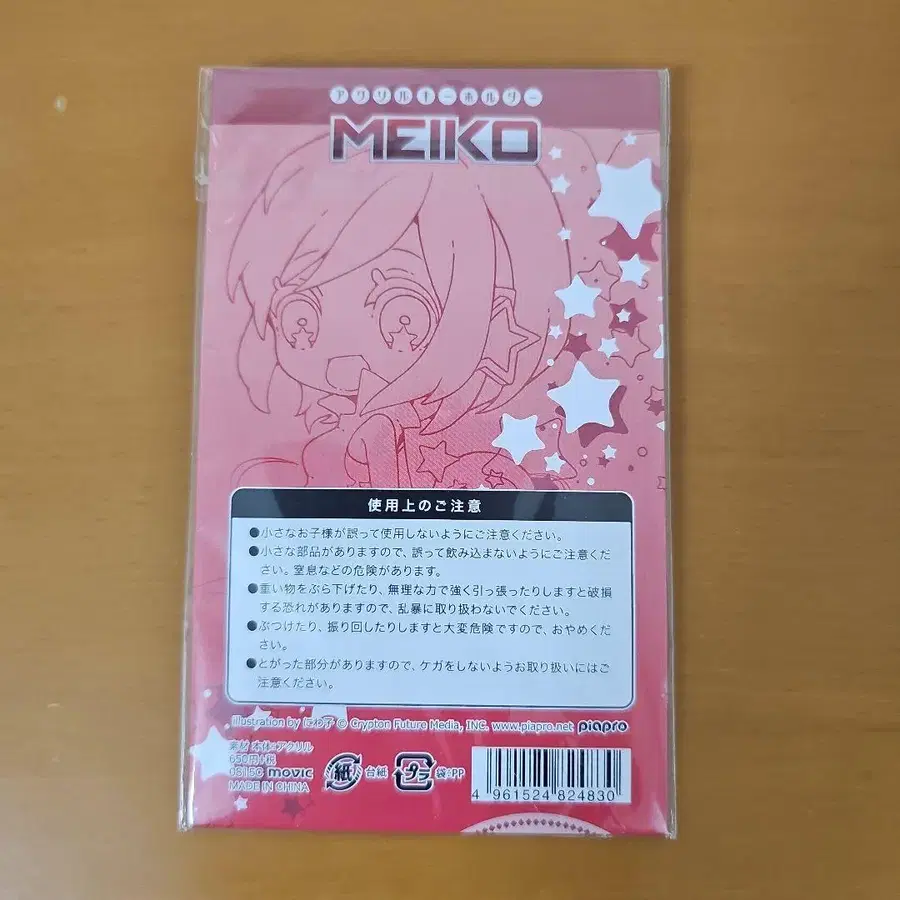 アクリルキーホルダー
MEIKO
使用上のご注意
●小さなお子様が誤って使用しないようにご注意ください。
●小さな部品がありますので、誤って飲み込まないようにご注意くだ
さい。窒息などの危険があります。
●重い物をぶら下げたり、無理な力で強く引っ張ったりしますと破損
する恐れがありますので、乱暴に取り扱わないでください。
●ぶつけたり、振り回したりしますと大変危険ですので、おやめくだ
さい。
●とがった部分がありますので、ケガをしないようお取り扱いにはご
注意ください。
illustration by にわ子 © Crypton Future Media, INC. www.piapro.net piapro
素材 本体:アクリル
650円+税
0515C movic
MADE IN CHINA
紙 台紙 プラ 袋:PP
4 961524 824830